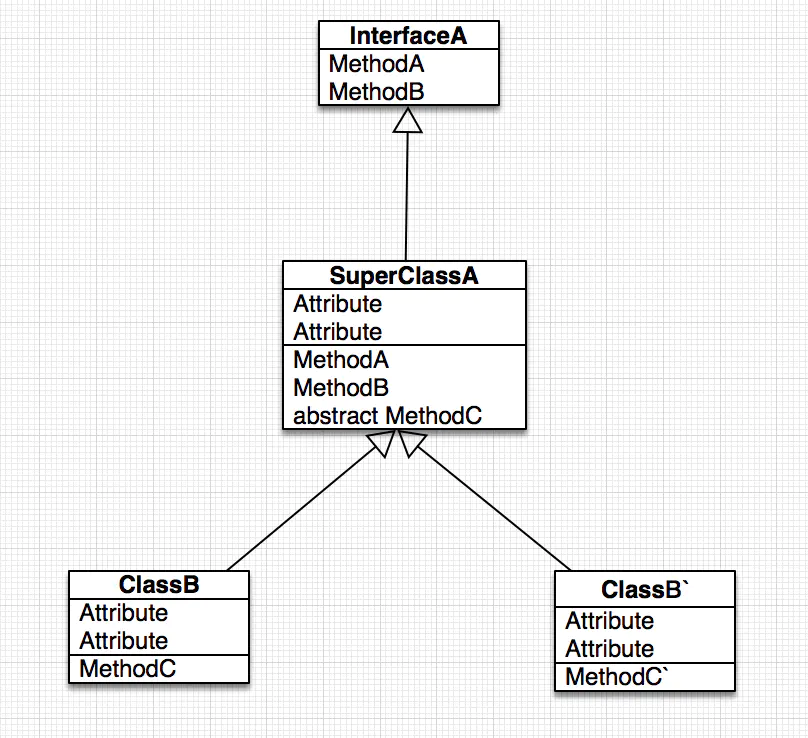 InterfaceA
MethodA
MethodB
SuperClassA
Attribute
Attribute
MethodA
MethodB
abstract MethodC
ClassB
Attribute
Attribute
MethodC
ClassB`
Attribute
Attribute
MethodC`